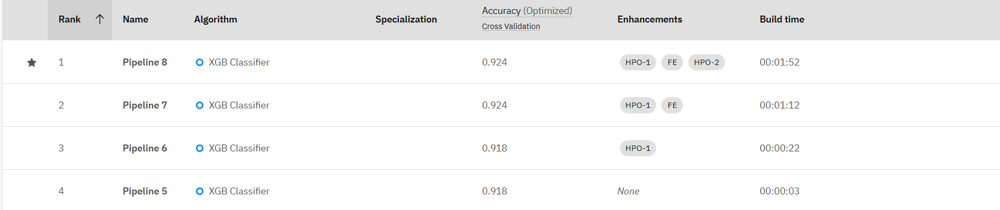 Rank Name Algorithm Specialization Accuracy (Optimized) Cross Validation Enhancements Build time
1 Pipeline 8 XGB Classifier 0.924 HPO-1 FE HPO-2 00:01:52
2 Pipeline 7 XGB Classifier 0.924 HPO-1 FE 00:01:12
3 Pipeline 6 XGB Classifier 0.918 HPO-1 00:00:22
4 Pipeline 5 XGB Classifier 0.918 None 00:00:03